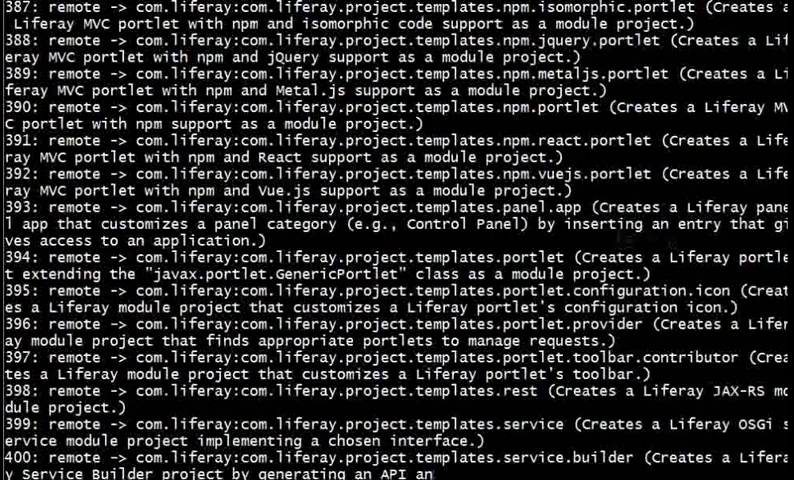 387: remote -> com.liferay:com.liferay.project.templates.npm.isomorphic.portlet (Creates a
Liferay MVC portlet with npm and isomorphic code support as a module project.)
388: remote -> com.liferay:com.liferay.project.templates.npm.jquery.portlet (Creates a Lif
eray MVC portlet with npm and jQuery support as a module project.)
389: remote -> com.liferay:com.liferay.project.templates.npm.metaljs.portlet (Creates a Li
feray MVC portlet with npm and Metal.js support as a module project.)
390: remote -> com.liferay:com.liferay.project.templates.npm.portlet (Creates a Liferay MV
C portlet with npm support as a module project.)
391: remote -> com.liferay:com.liferay.project.templates.npm.react.portlet (Creates a Life
ray MVC portlet with npm and React support as a module project.)
392: remote -> com.liferay:com.liferay.project.templates.npm.vuejs.portlet (Creates a Life
ray MVC portlet with npm and Vue.js support as a module project.)
393: remote -> com.liferay:com.liferay.project.templates.panel.app (Creates a Liferay pane
l app that customizes a panel category (e.g., Control Panel) by inserting an entry that gi
ves access to an application.)
394: remote -> com.liferay:com.liferay.project.templates.portlet (Creates a Liferay portle
t extending the "javax.portlet.GenericPortlet" class as a module project.)
395: remote -> com.liferay:com.liferay.project.templates.portlet.configuration.icon (Creat
es a Liferay module project that customizes a Liferay portlet's configuration icon.)
396: remote -> com.liferay:com.liferay.project.templates.portlet.provider (Creates a Lifer
ay module project that finds appropriate portlets to manage requests.)
397: remote -> com.liferay:com.liferay.project.templates.portlet.toolbar.contributor (Crea
tes a Liferay module project that customizes a Liferay portlet's toolbar.)
398: remote -> com.liferay:com.liferay.project.templates.rest (Creates a Liferay JAX-RS mo
dule project.)
399: remote -> com.liferay:com.liferay.project.templates.service (Creates a Liferay OSGi s
ervice module project implementing a chosen interface.)
400: remote -> com.liferay:com.liferay.project.templates.service.builder (Creates a Lifera
y Service Builder project by generating an API an